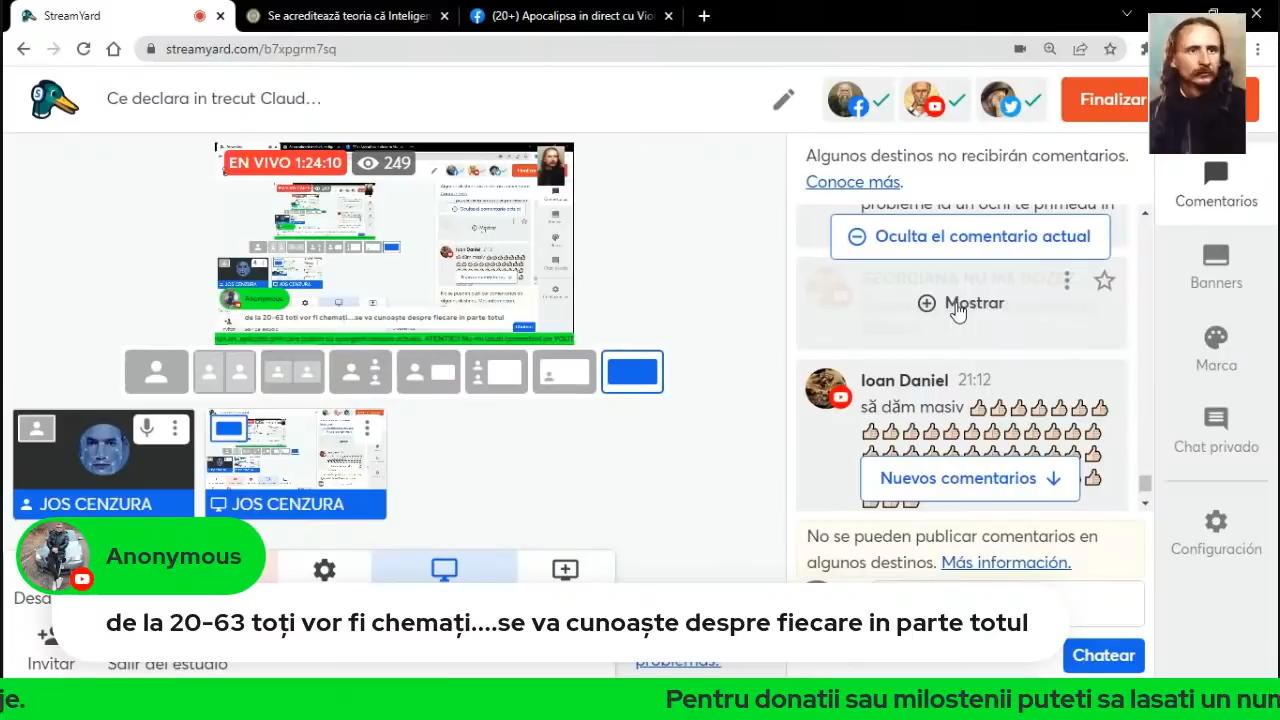 StreamYard
Se acreditează teoria că Inteligen
(20+) Apocalipsa in direct cu Vio
streamyard.com/b7xpgrm7sq
Ce declara in trecut Claud…
Finalizar
EN VIVO 1:24:10
249
Algunos destinos no recibirán comentarios.
Conoce más.
Oculta el comentario actual
Mostrar
Ioan Daniel 21:12
să dăm masiv
Nuevos comentarios
Comentarios
Banners
Marca
Chat privado
Configuración
JOS CENZURA
JOS CENZURA
No se pueden publicar comentarios en
algunos destinos. Más información.
Anonymous
de la 20-63 toți vor fi chemați....se va cunoaște despre fiecare in parte totul
Chatear
Invitar
Salir del estudio
problemas.
je.
Pentru donatii sau milostenii puteti sa lasati un